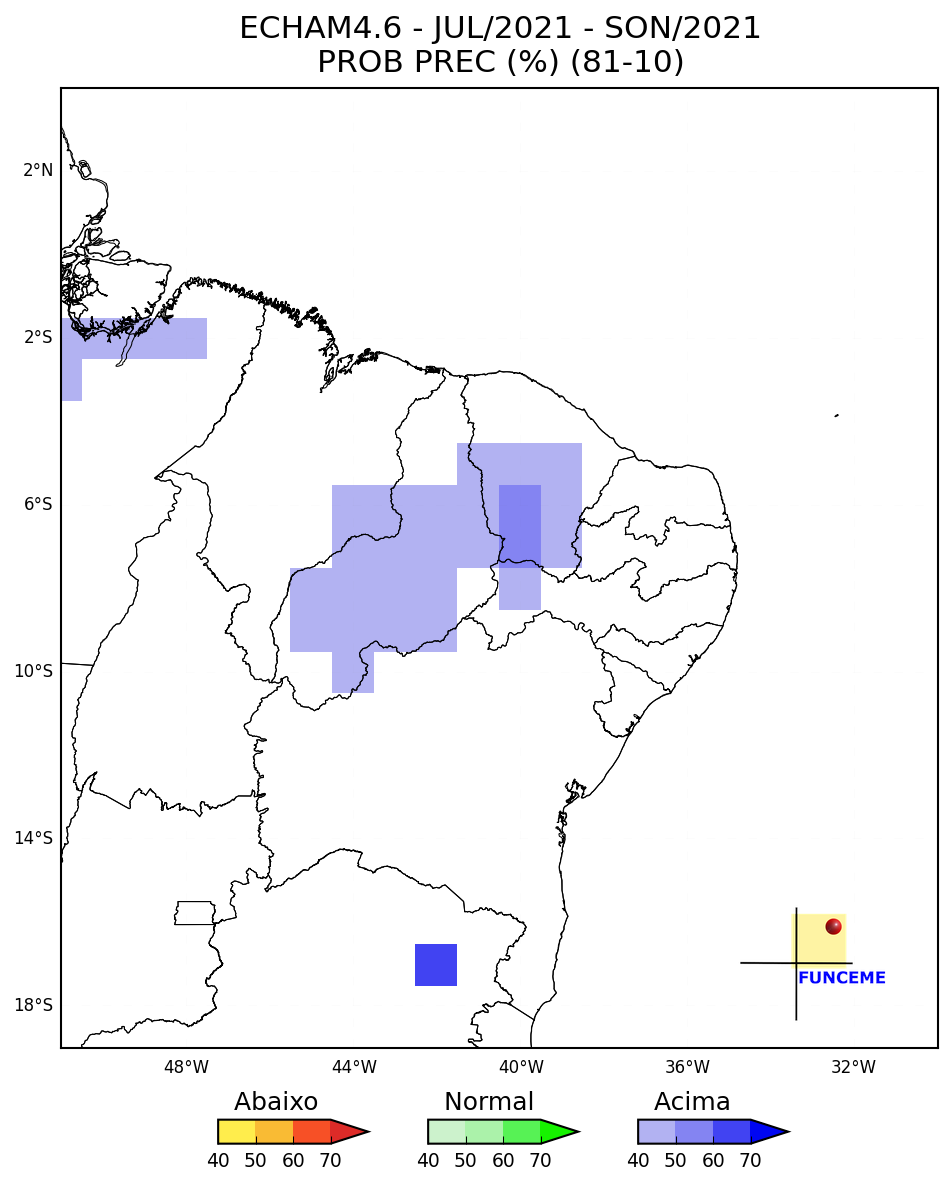 ECHAM4.6 - JUL/2021 - SON/2021
PROB PREC (%) (81-10)
2°N
2°S
6°S
10°S
14°S
18°S
FUNCEME
48°W 44°W 40°W 36°W 32°W
Abaixo Normal Acima
40 50 60 70 40 50 60 70 40 50 60 70